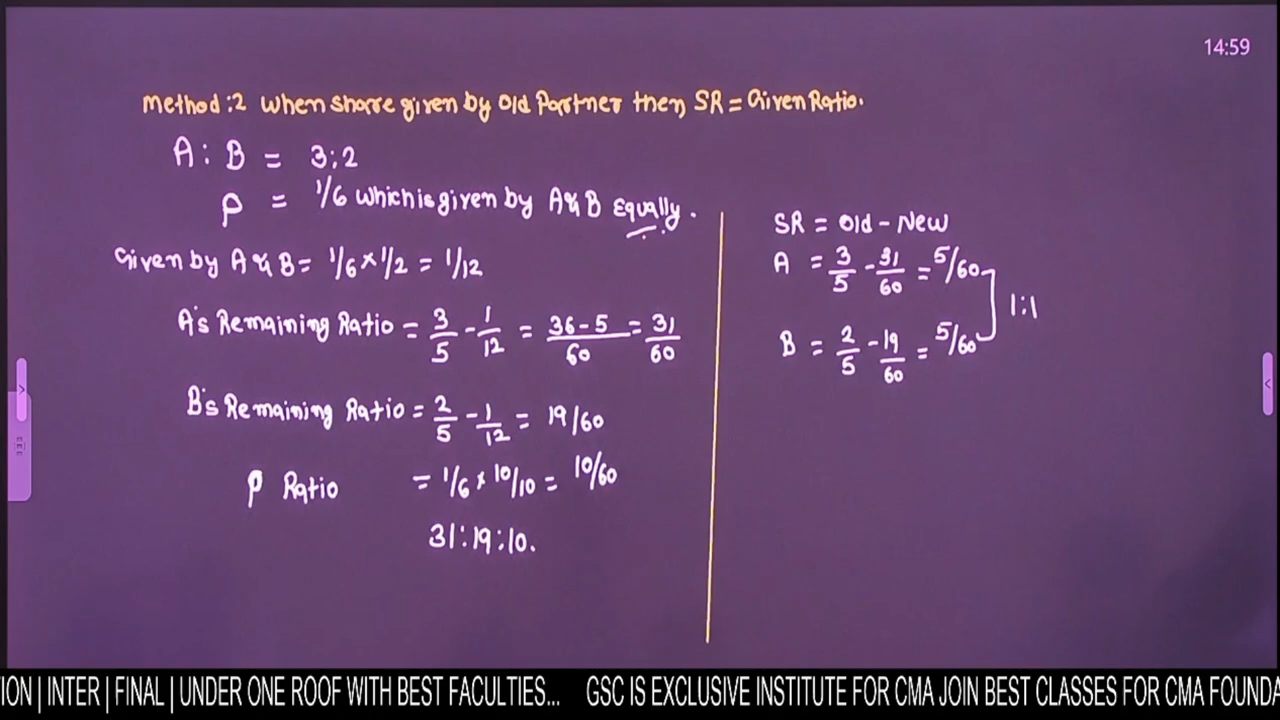 14:59
Method:2 When share given by Old Partner then SR = Given Ratio.
A : B = 3:2
P = 1/6 which is given by A & B Equally.
Given by A & B = 1/6 × 1/2 = 1/12
A's Remaining Ratio = 3/5 - 1/12 = 36-5/60 = 31/60
B's Remaining Ratio = 2/5 - 1/12 = 19/60
P Ratio = 1/6 × 10/10 = 10/60
31:19:10.
SR = Old - New
A = 3/5 - 31/60 = 5/60
1:1
B = 2/5 - 19/60 = 5/60
ION | INTER | FINAL | UNDER ONE ROOF WITH BEST FACULTIES... GSC IS EXCLUSIVE INSTITUTE FOR CMA JOIN BEST CLASSES FOR CMA FOUNDA